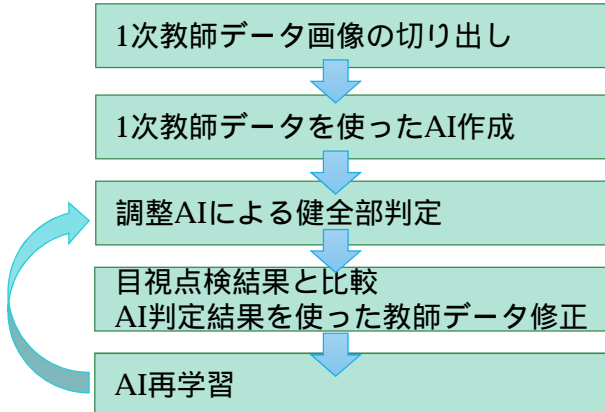 1次教師データ画像の切り出し
1次教師データを使ったAI作成
調整AIによる健全部判定
目視点検結果と比較
AI判定結果を使った教師データ修正
AI再学習